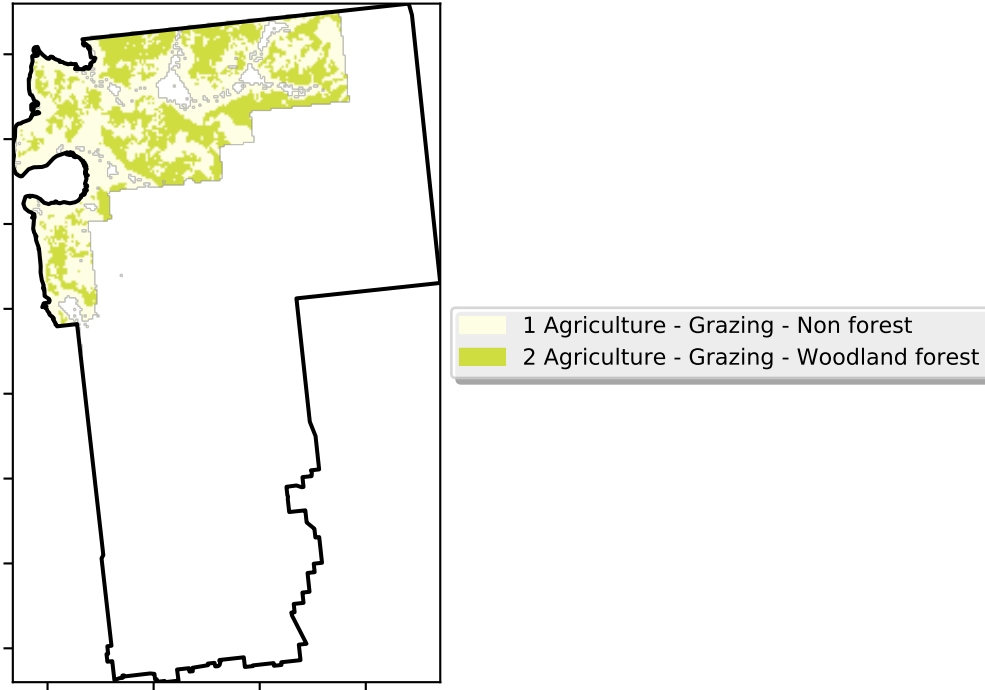 1 Agriculture - Grazing - Non forest
2 Agriculture - Grazing - Woodland forest